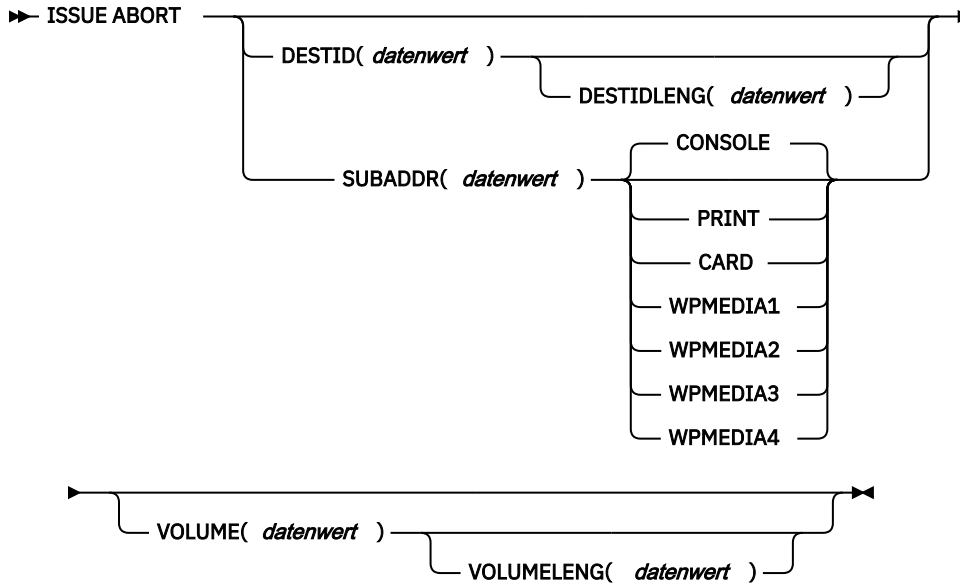 ISSUE ABORT
DESTID( datenwert )
DESTIDLENG( datenwert )
CONSOLE
SUBADDR( datenwert )
PRINT
CARD
WPMEDIA1
WPMEDIA2
WPMEDIA3
WPMEDIA4
VOLUME( datenwert )
VOLUMELENG( datenwert )